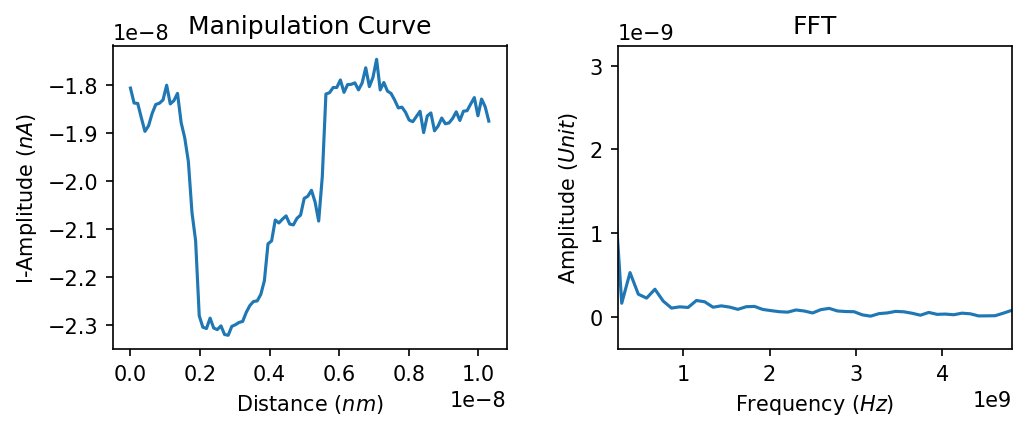 Manipulation Curve
1e−8
−1.8
−1.9
−2.0
−2.1
−2.2
−2.3
I-Amplitude (nA)
0.0 0.2 0.4 0.6 0.8 1.0
1e−8
Distance (nm)
FFT
1e−9
3
2
1
0
Amplitude (Unit)
1 2 3 4
1e9
Frequency (Hz)